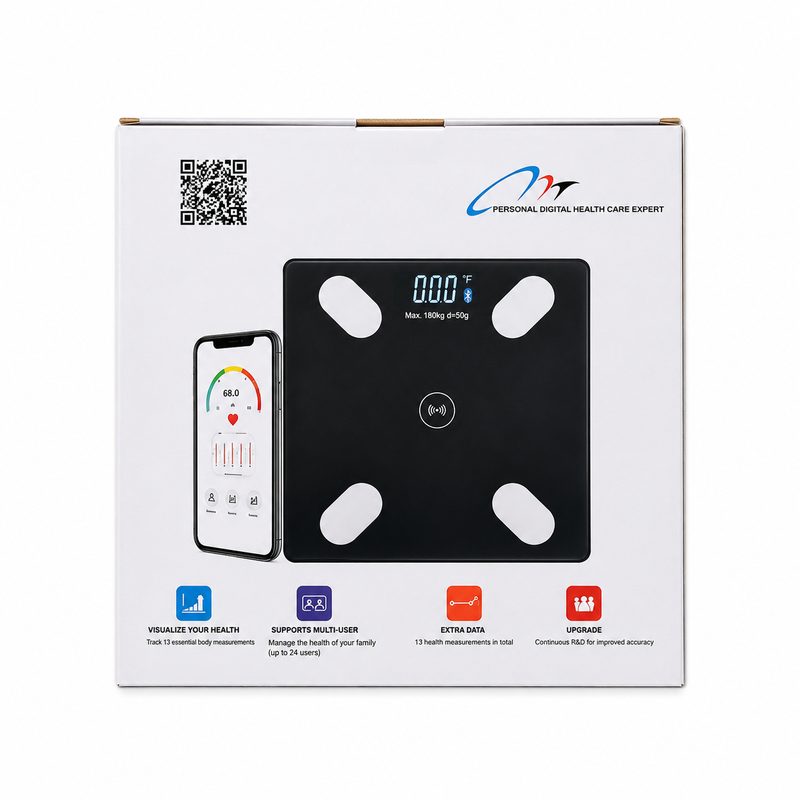 PERSONAL DIGITAL HEALTH CARE EXPERT
0.0.0 °F
Max. 180kg d=50g
68.0
VISUALIZE YOUR HEALTH
Track 13 essential body measurements
SUPPORTS MULTI-USER
Manage the health of your family
(up to 24 users)
EXTRA DATA
13 health measurements in total
UPGRADE
Continuous R&D for improved accuracy